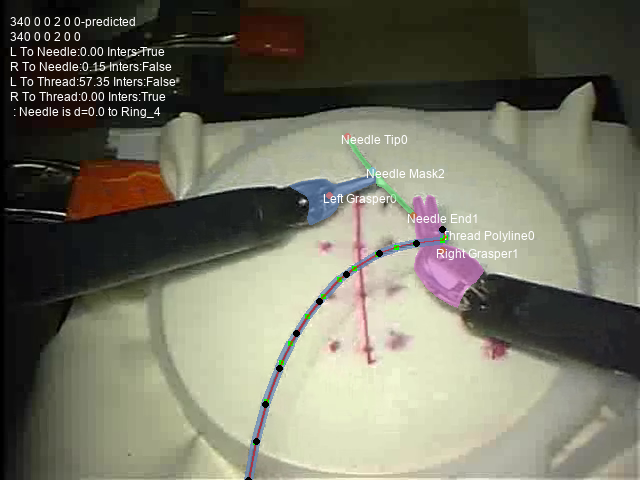 340 0 0 2 0 0-predicted
340 0 0 2 0 0
L To Needle:0.00 Inters:True
R To Needle:0.15 Inters:False
L To Thread:57.35 Inters:False
R To Thread:0.00 Inters:True
: Needle is d=0.0 to Ring_4
Needle Tip0
Needle Mask2
Left Grasper0
Needle End1
Thread Polyline0
Right Grasper1